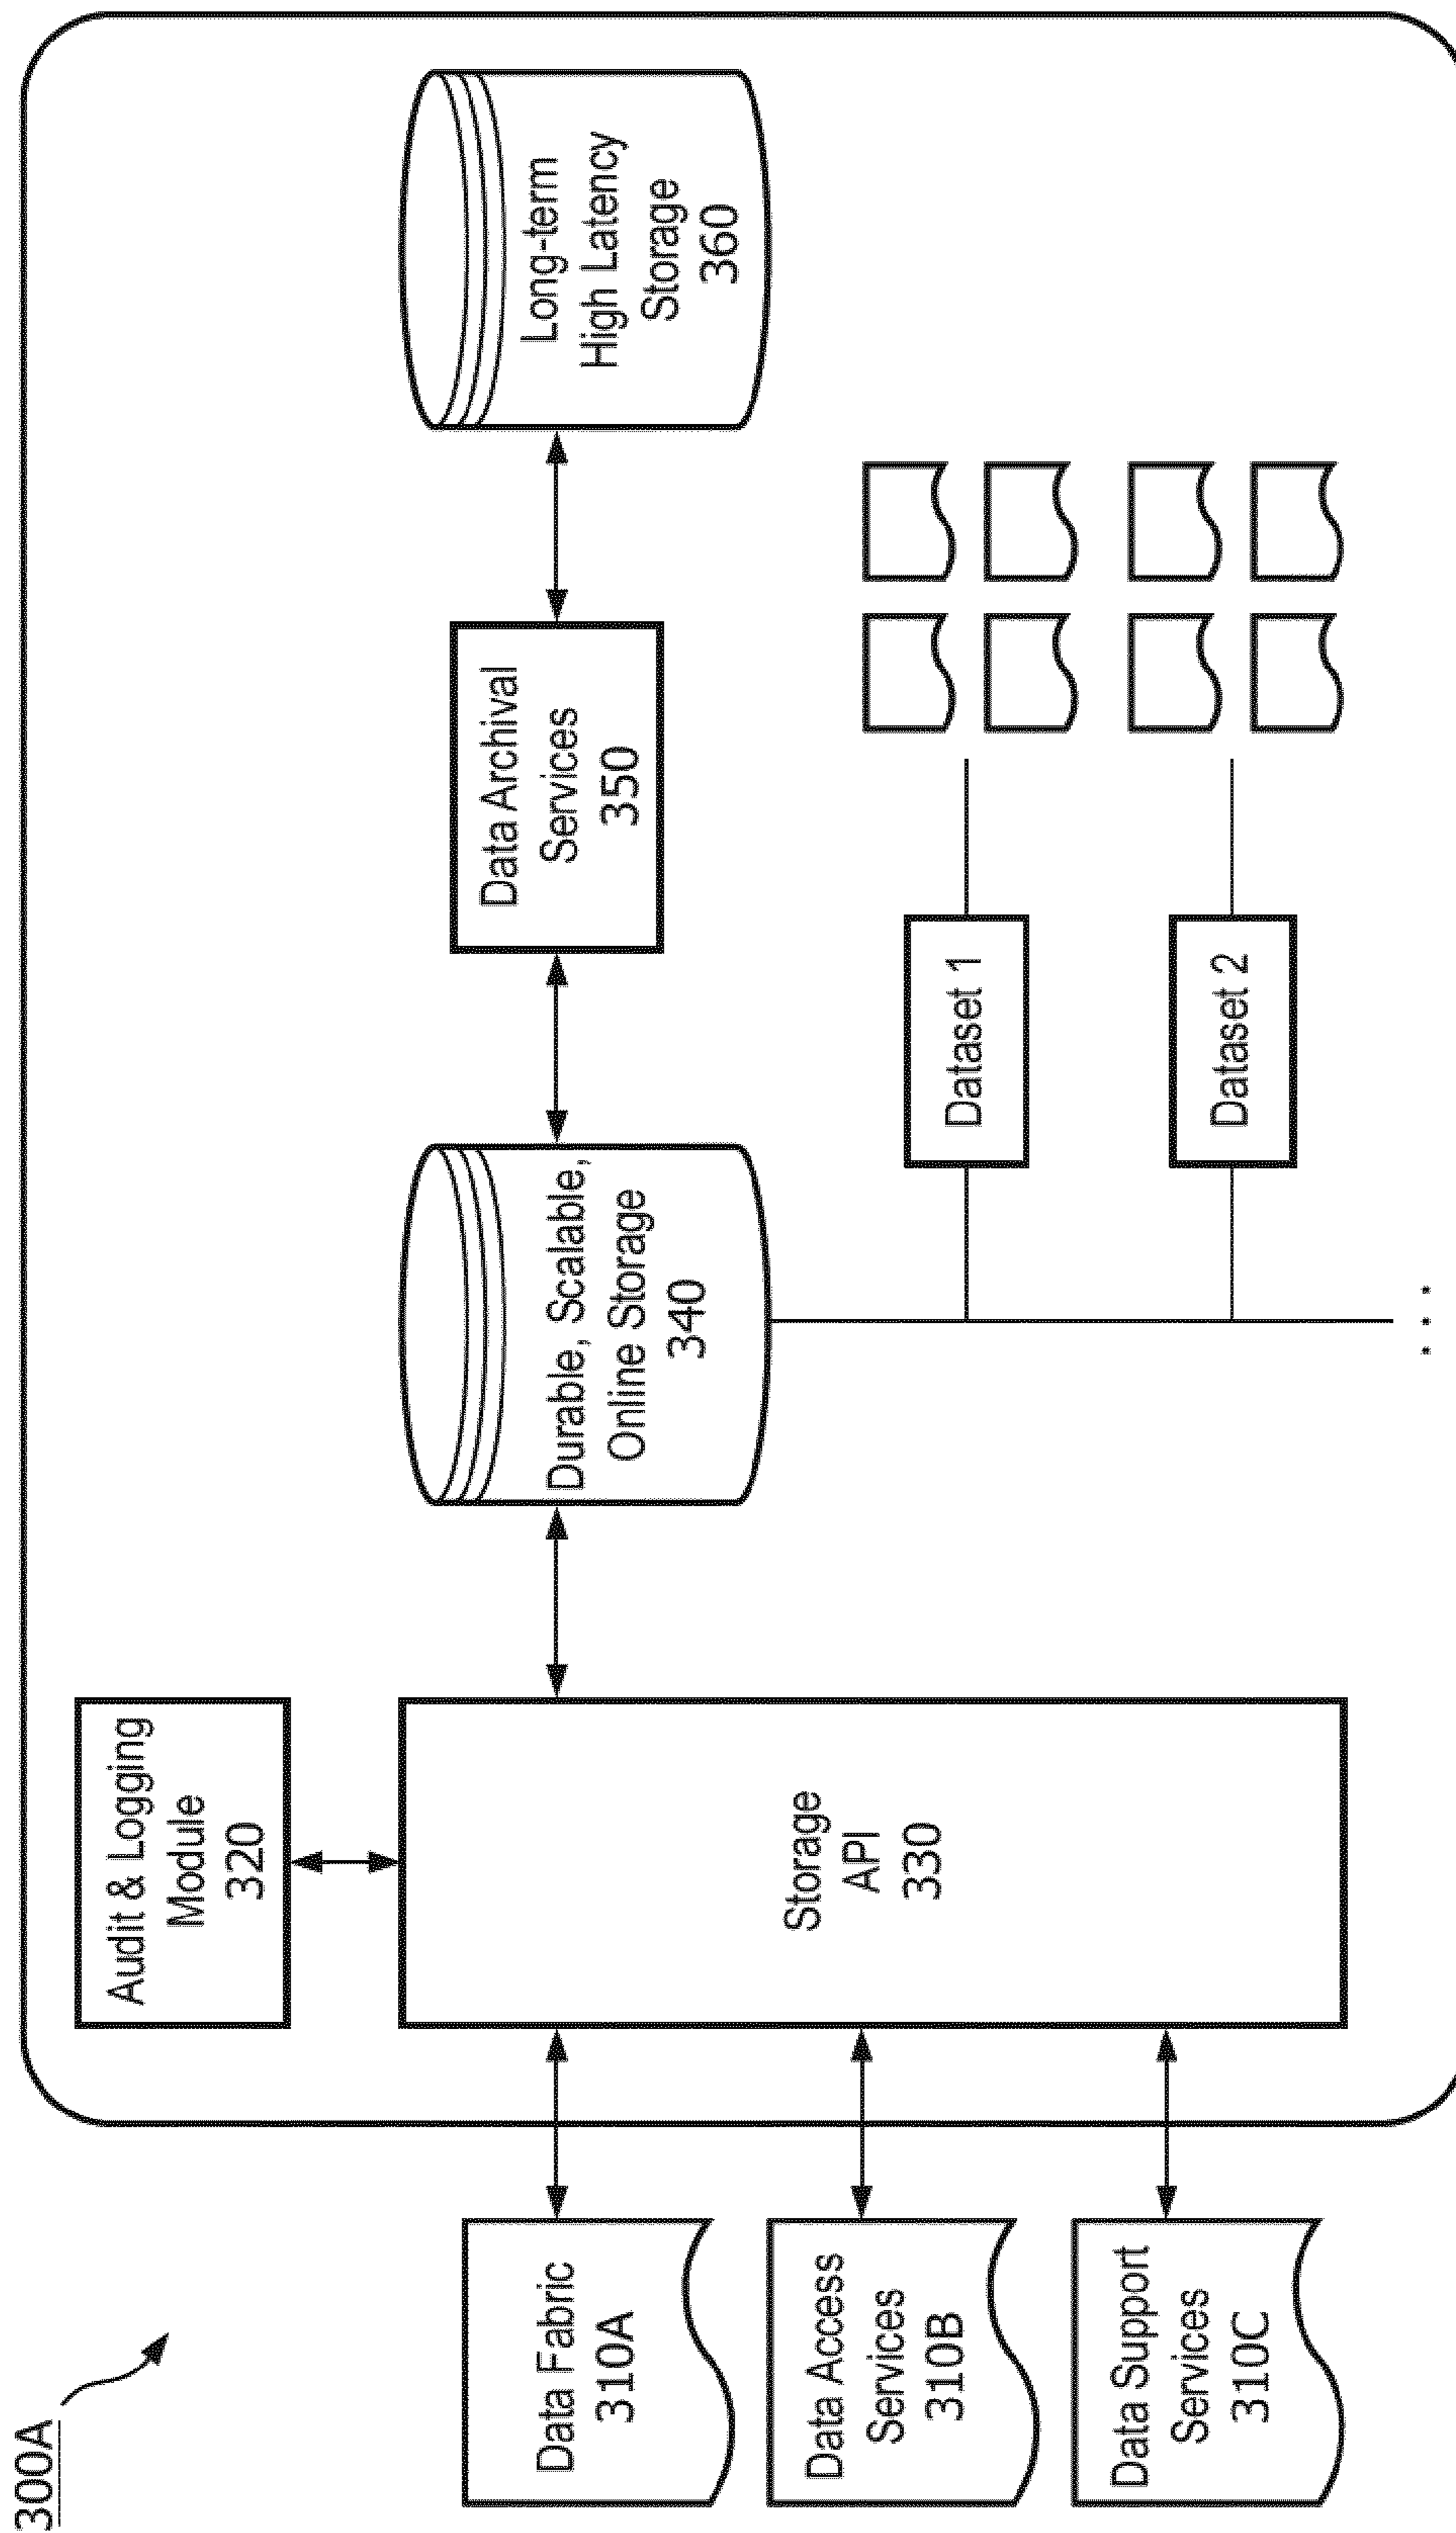 300A
Audit & Logging
Module
320
Data Fabric
310A
Data Access
Services
310B
Data Support
Services
310C
Storage
API
330
Durable, Scalable,
Online Storage
340
Data Archival
Services
350
Long-term
High Latency
Storage
360
Dataset 1
Dataset 2
...